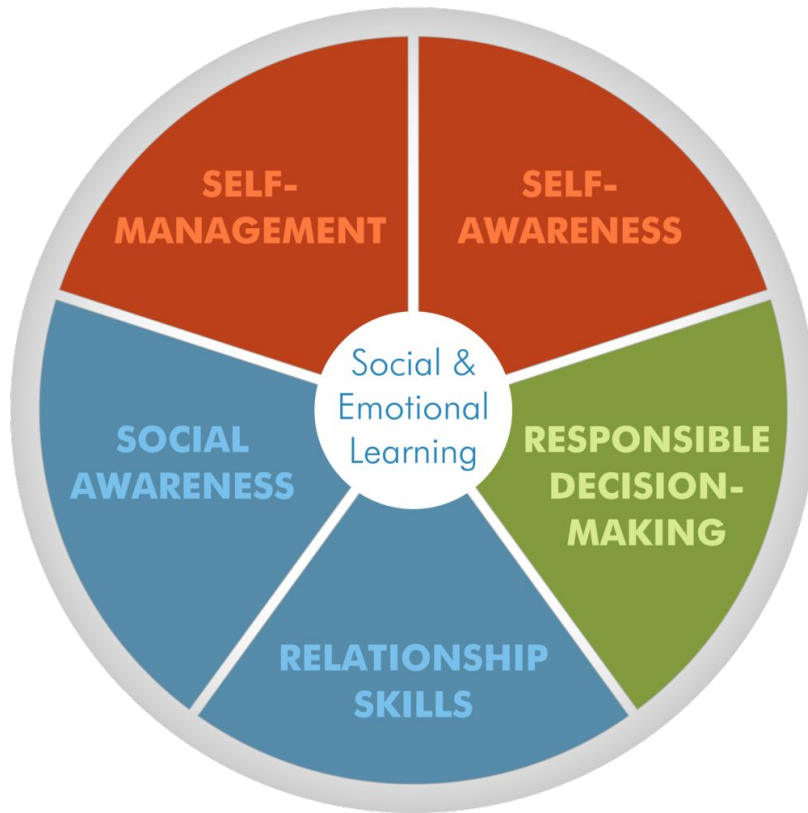 SELF-
MANAGEMENT
SELF-
AWARENESS
Social &
Emotional
Learning
SOCIAL
AWARENESS
RESPONSIBLE
DECISION-
MAKING
RELATIONSHIP
SKILLS